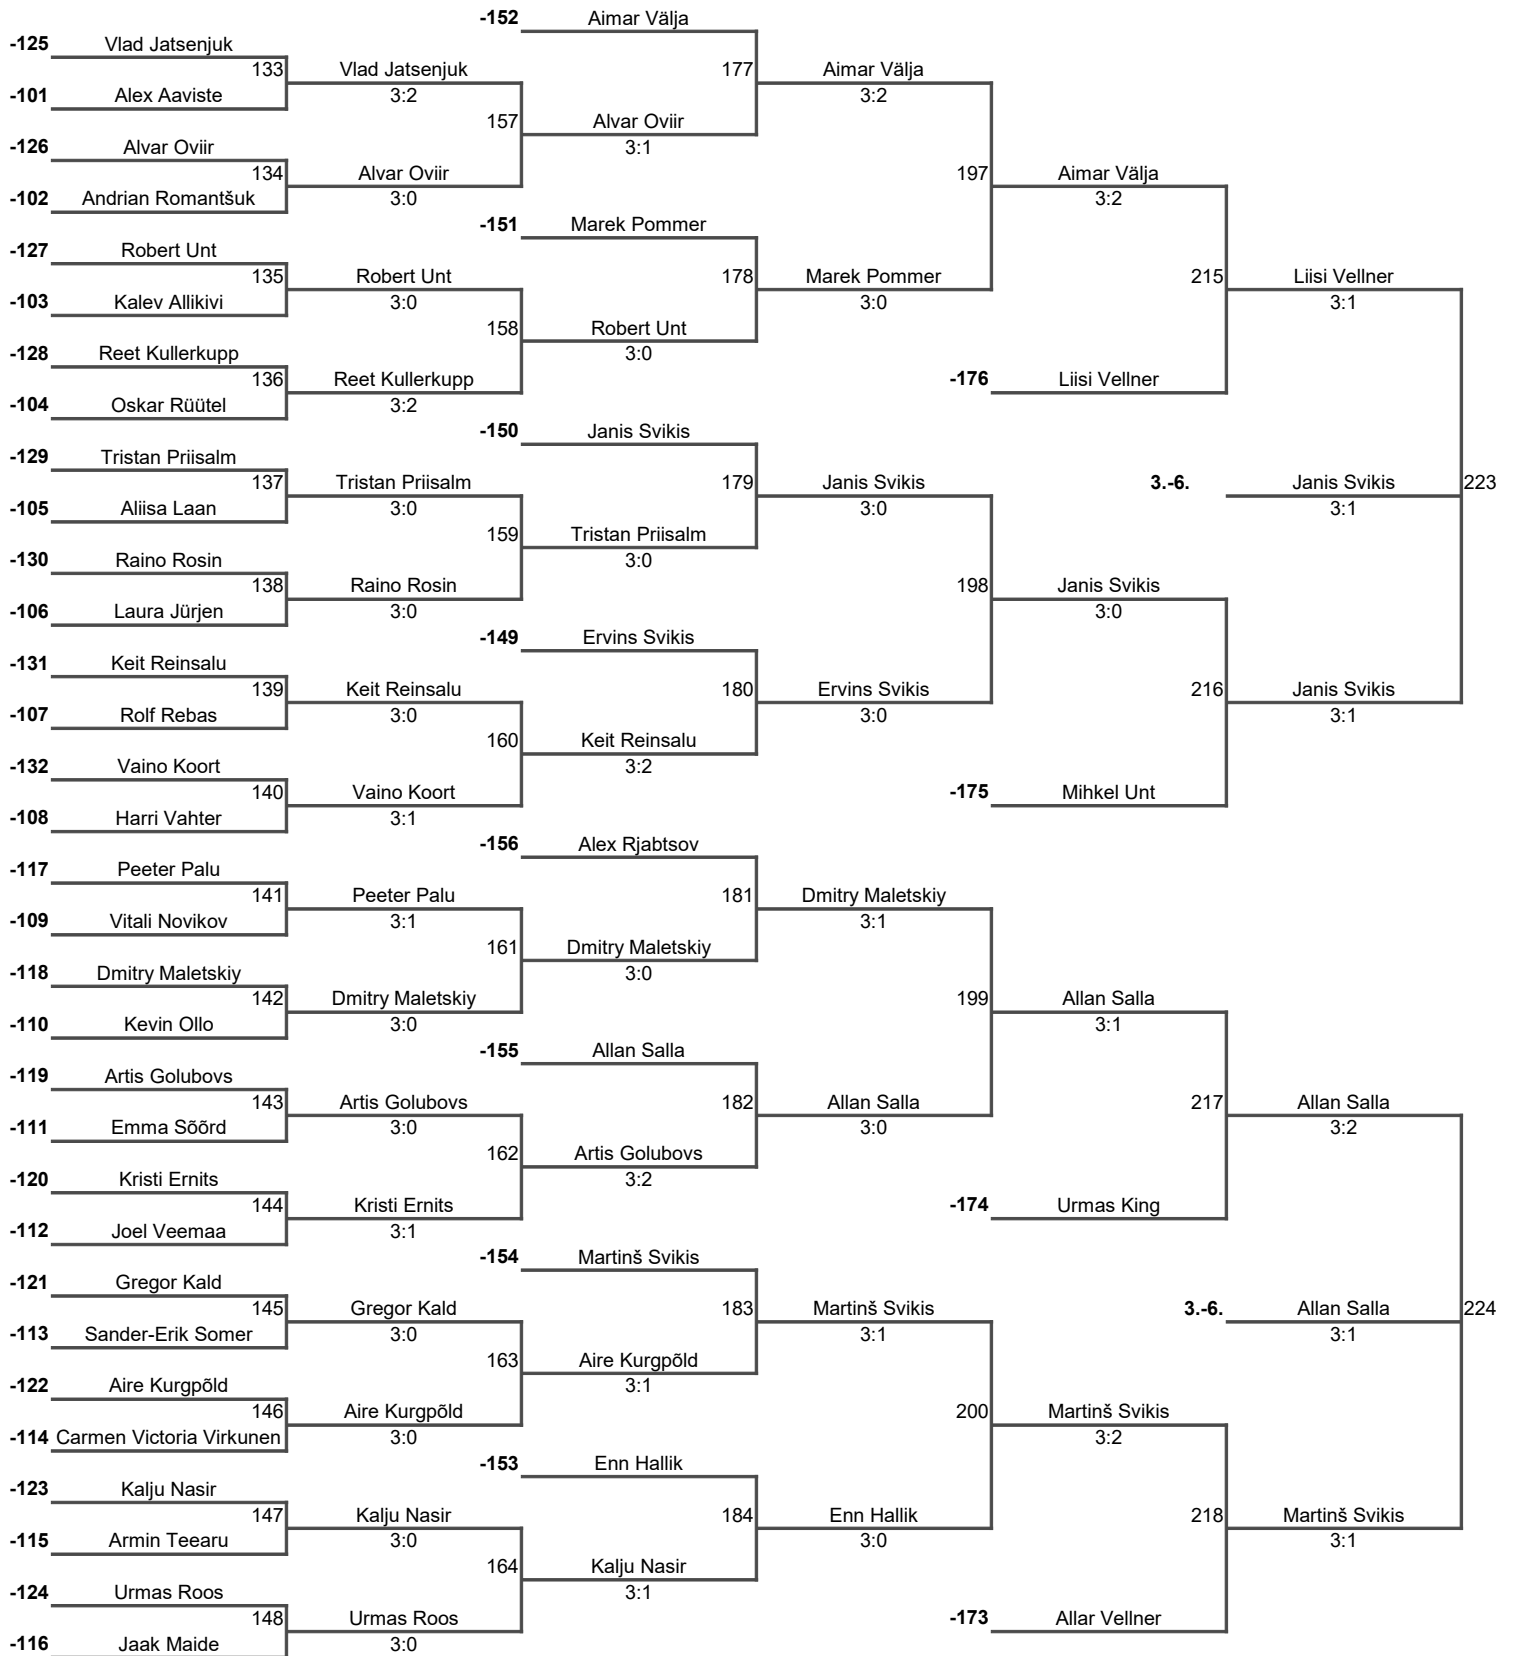 -152 Aimar Välja
-125 Vlad Jatsenjuk
133 Vlad Jatsenjuk 177 Aimar Välja
-101 Alex Aaviste 3:2 3:2
157 Alvar Oviir
-126 Alvar Oviir 3:1
134 Alvar Oviir 197 Aimar Välja
-102 Andrian Romantšuk 3:0 3:2
-151 Marek Pommer
-127 Robert Unt
135 Robert Unt 178 Marek Pommer 215 Liisi Vellner
-103 Kalev Allikivi 3:0 3:0 3:1
158 Robert Unt
-128 Reet Kullerkupp 3:0
136 Reet Kullerkupp -176 Liisi Vellner
-104 Oskar Rüütel 3:2
-150 Janis Svikis
-129 Tristan Priisalm
137 Tristan Priisalm 179 Janis Svikis 3.-6. Janis Svikis 223
-105 Aliisa Laan 3:0 3:0 3:1
159 Tristan Priisalm
-130 Raino Rosin 3:0
138 Raino Rosin 198 Janis Svikis
-106 Laura Jürjen 3:0 3:0
-149 Ervins Svikis
-131 Keit Reinsalu
139 Keit Reinsalu 180 Ervins Svikis 216 Janis Svikis
-107 Rolf Rebas 3:0 3:0 3:1
160 Keit Reinsalu
-132 Vaino Koort 3:2
140 Vaino Koort -175 Mihkel Unt
-108 Harri Vahter 3:1
-156 Alex Rjabtsov
-117 Peeter Palu
141 Peeter Palu 181 Dmitry Maletskiy
-109 Vitali Novikov 3:1 3:1
161 Dmitry Maletskiy
-118 Dmitry Maletskiy 3:0
142 Dmitry Maletskiy 199 Allan Salla
-110 Kevin Ollo 3:0 3:1
-155 Allan Salla
-119 Artis Golubovs
143 Artis Golubovs 182 Allan Salla 217 Allan Salla
-111 Emma Sõõrd 3:0 3:0 3:2
162 Artis Golubovs
-120 Kristi Ernits 3:2
144 Kristi Ernits -174 Urmas King
-112 Joel Veemaa 3:1
-154 Martinš Svikis
-121 Gregor Kald
145 Gregor Kald 183 Martinš Svikis 3.-6. Allan Salla 224
-113 Sander-Erik Somer 3:0 3:1 3:1
163 Aire Kurgpõld
-122 Aire Kurgpõld 3:1
146 Aire Kurgpõld 200 Martinš Svikis
-114 Carmen Victoria Virkunen 3:0 3:2
-153 Enn Hallik
-123 Kalju Nasir
147 Kalju Nasir 184 Enn Hallik 218 Martinš Svikis
-115 Armin Teearu 3:0 3:0 3:1
164 Kalju Nasir
-124 Urmas Roos 3:1
148 Urmas Roos -173 Allar Vellner
-116 Jaak Maide 3:0